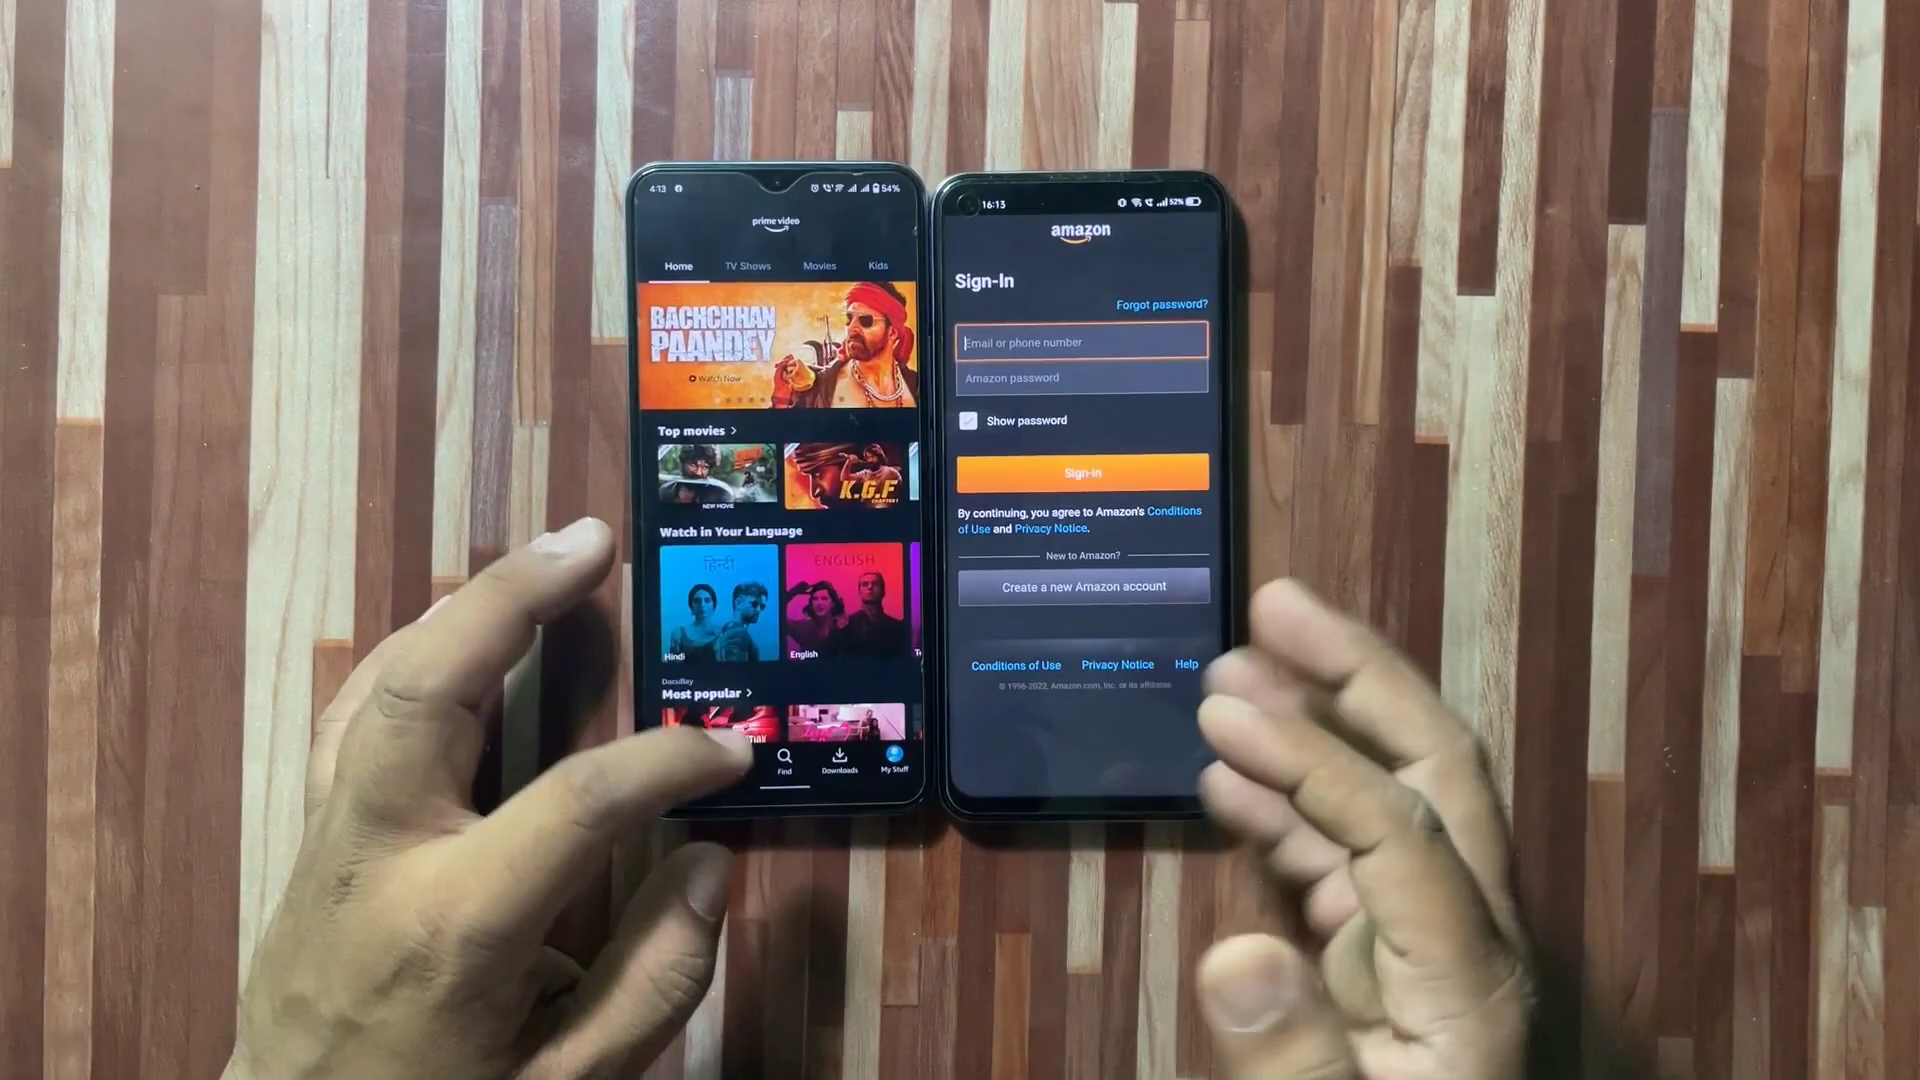 4:13
54%
prime video
Home
TV Shows
Movies
Kids
BACHCHHAN
PAANDEY
Watch Now
Top movies >
NEW MOVIE
K.G.F
CHAPTER 1
Watch in Your Language
हिन्दी
ENGLISH
Hindi
English
DocuBay
Most popular >
Find
Downloads
My Stuff
16:13
52%
amazon
Sign-In
Forgot password?
Email or phone number
Amazon password
Show password
Sign-In
By continuing, you agree to Amazon's Conditions
of Use and Privacy Notice.
New to Amazon?
Create a new Amazon account
Conditions of Use
Privacy Notice
Help
© 1996-2022, Amazon.com, Inc. or its affiliates